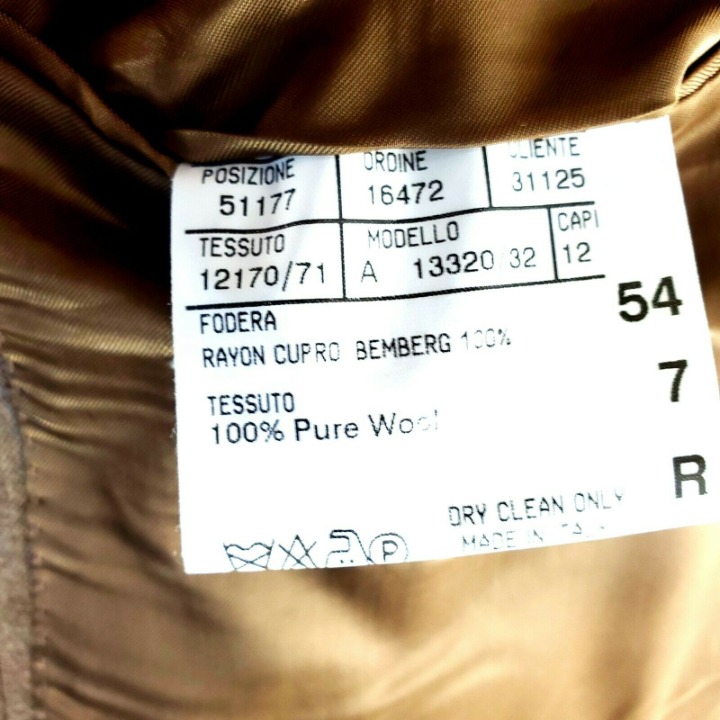 POSIZIONE ORDINE CLIENTE
51177 16472 31125
TESSUTO MODELLO CAPI
12170/71 A 13320 32 12
54
FODERA
RAYON CUPRO BEMBERG 100%
7
TESSUTO
100% Pure Wool
R
DRY CLEAN ONLY
MADE IN
P